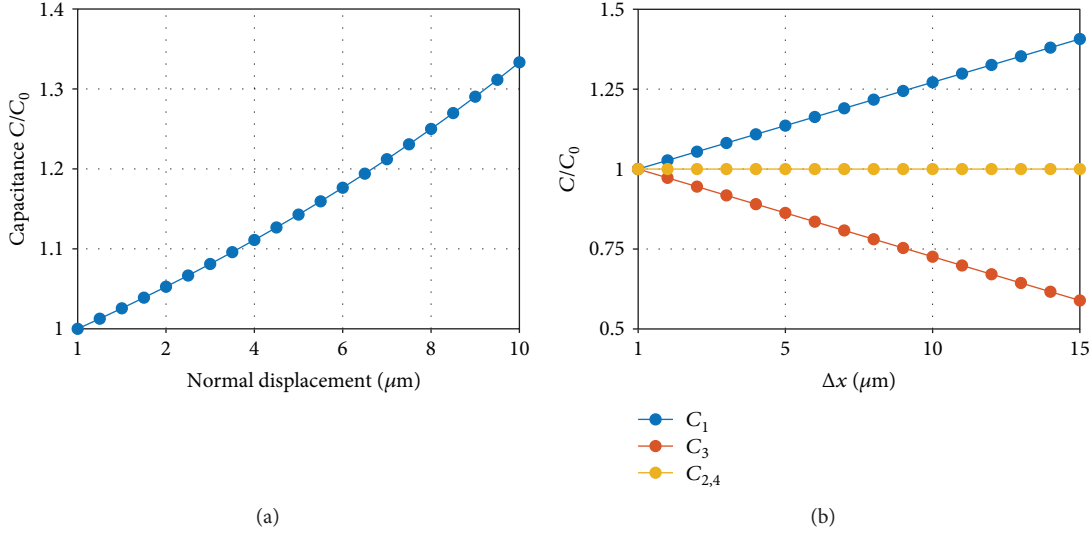 1.4
1.3
1.2
1.1
1
Capacitance C/C0
1 2 4 6 8 10
Normal displacement (μm)
(a)
1.5
1.25
1
0.75
0.5
C/C0
1 5 10 15
Δx (μm)
C1
C3
C2,4
(b)